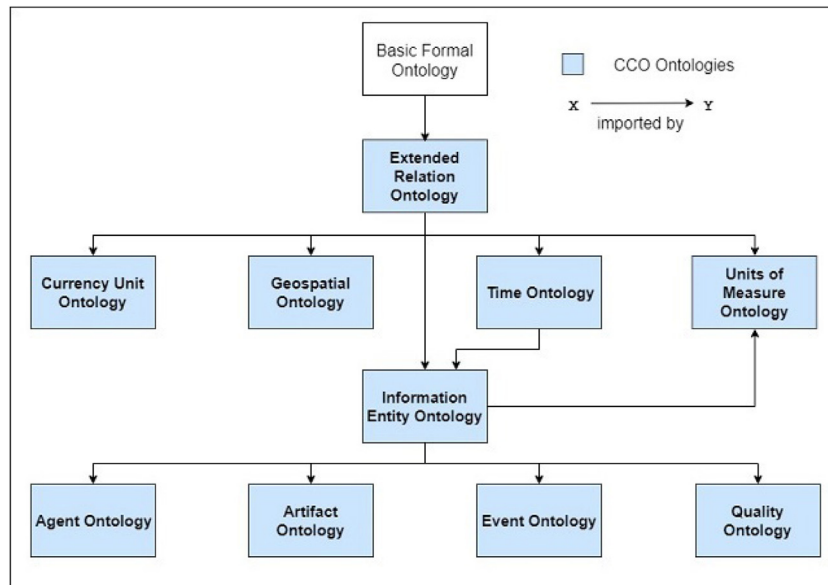 Basic Formal
Ontology
CCO Ontologies
X
Y
imported by
Extended
Relation
Ontology
Currency Unit
Ontology
Geospatial
Ontology
Time Ontology
Units of
Measure
Ontology
Information
Entity Ontology
Agent Ontology
Artifact
Ontology
Event Ontology
Quality
Ontology